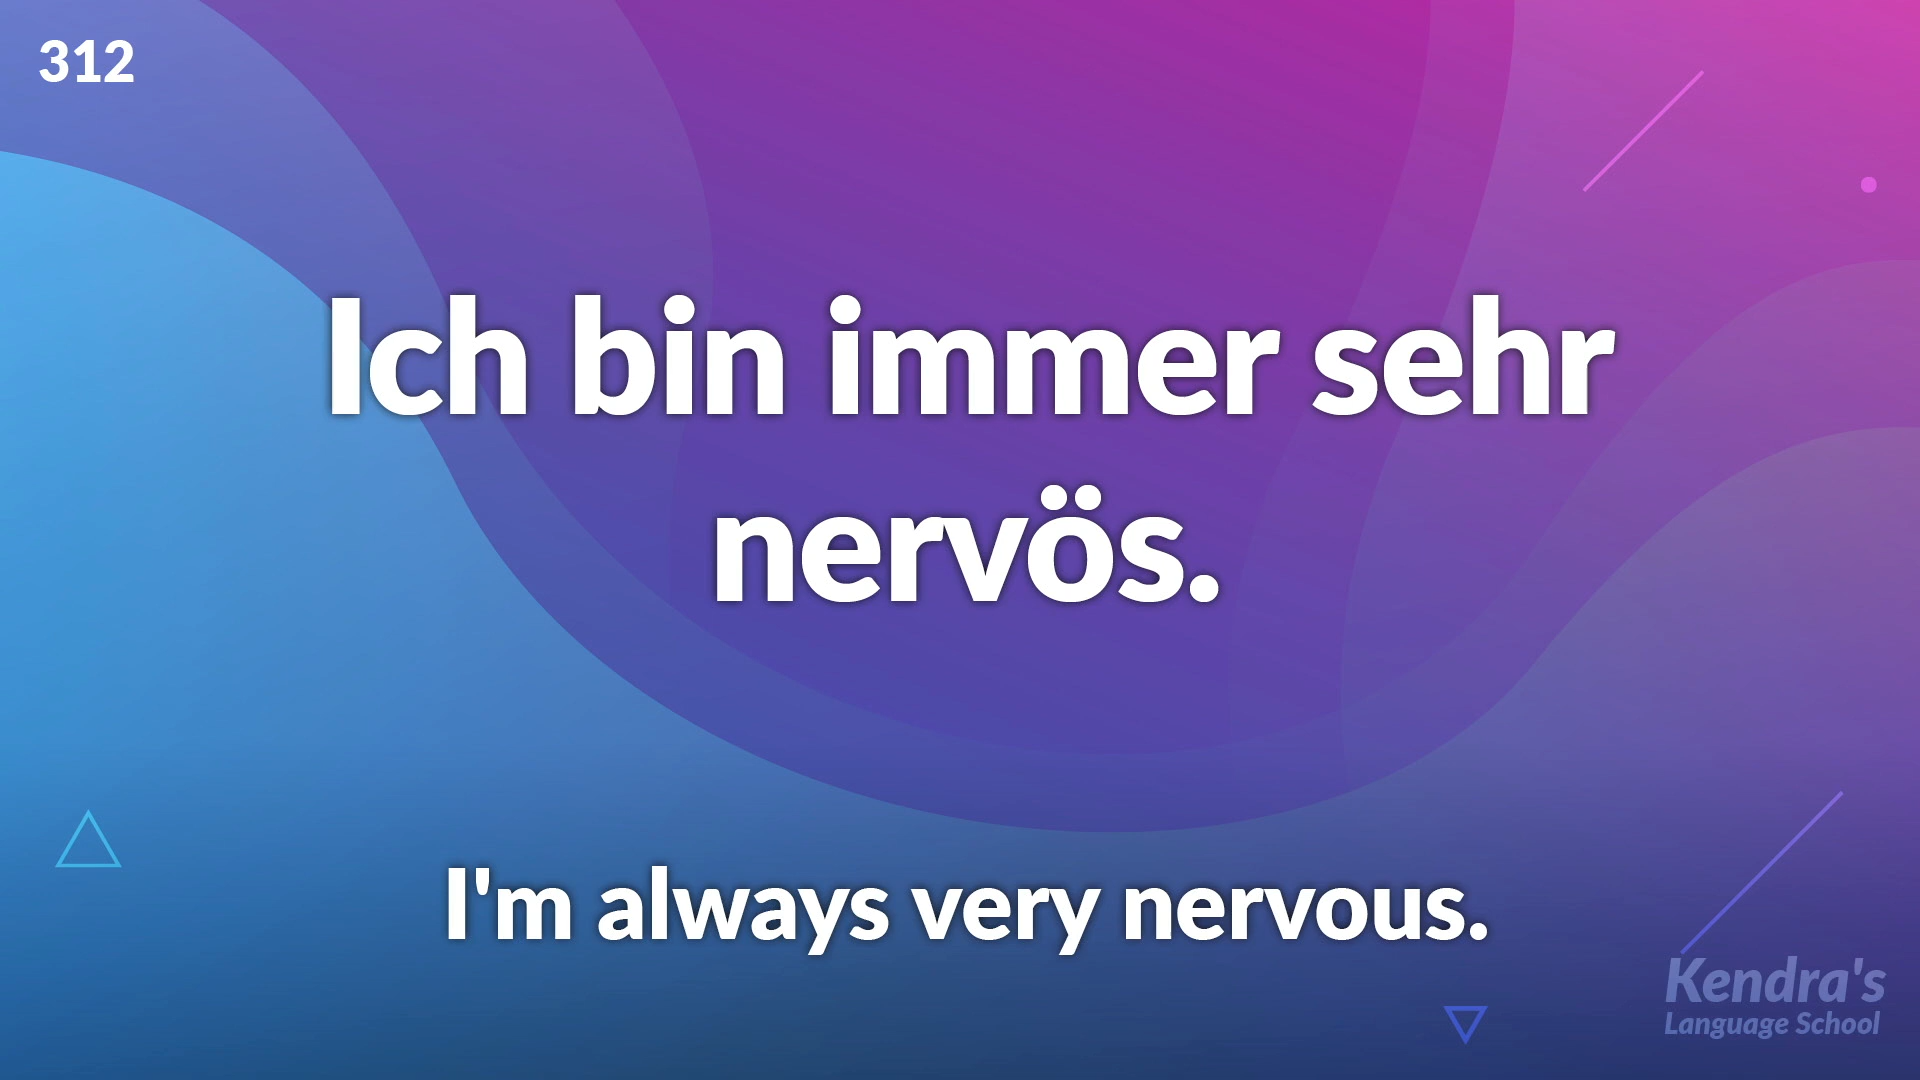 312
Ich bin immer sehr
nervös.
I'm always very nervous.
Kendra's
Language School